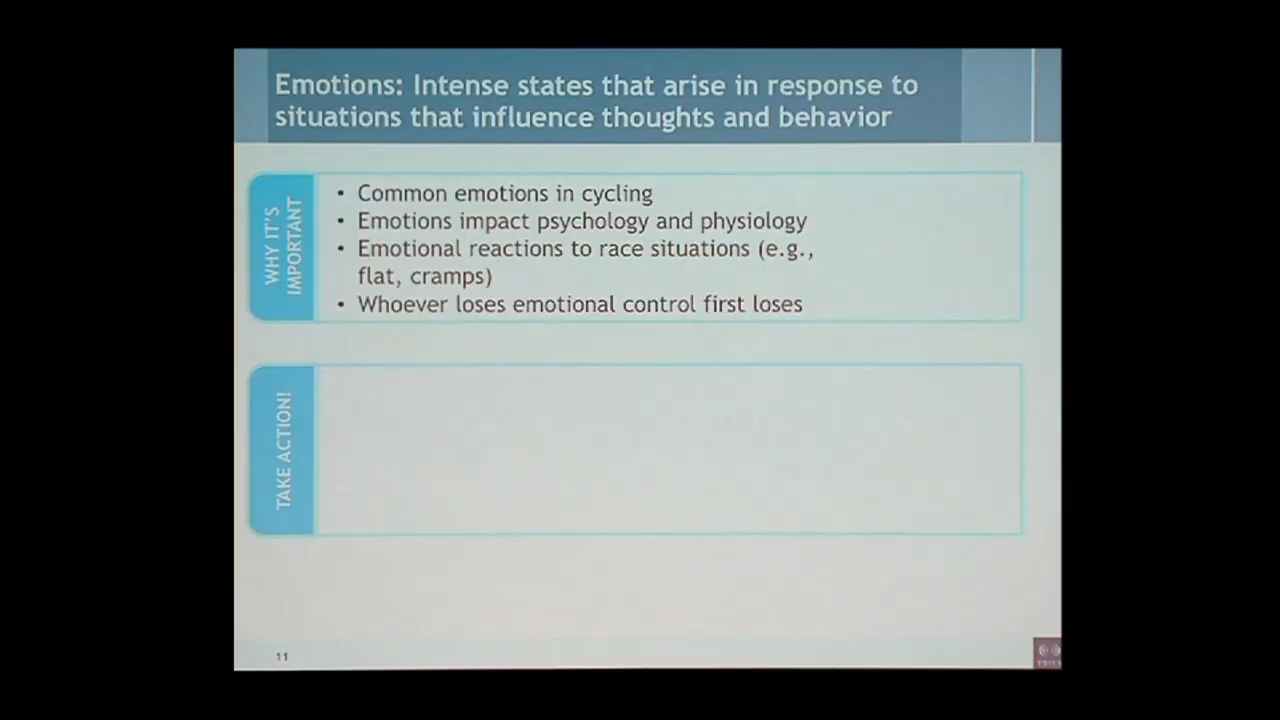 Emotions: Intense states that arise in response to
situations that influence thoughts and behavior
WHY IT'S
IMPORTANT
• Common emotions in cycling
• Emotions impact psychology and physiology
• Emotional reactions to race situations (e.g.,
flat, cramps)
• Whoever loses emotional control first loses
TAKE ACTION!
11